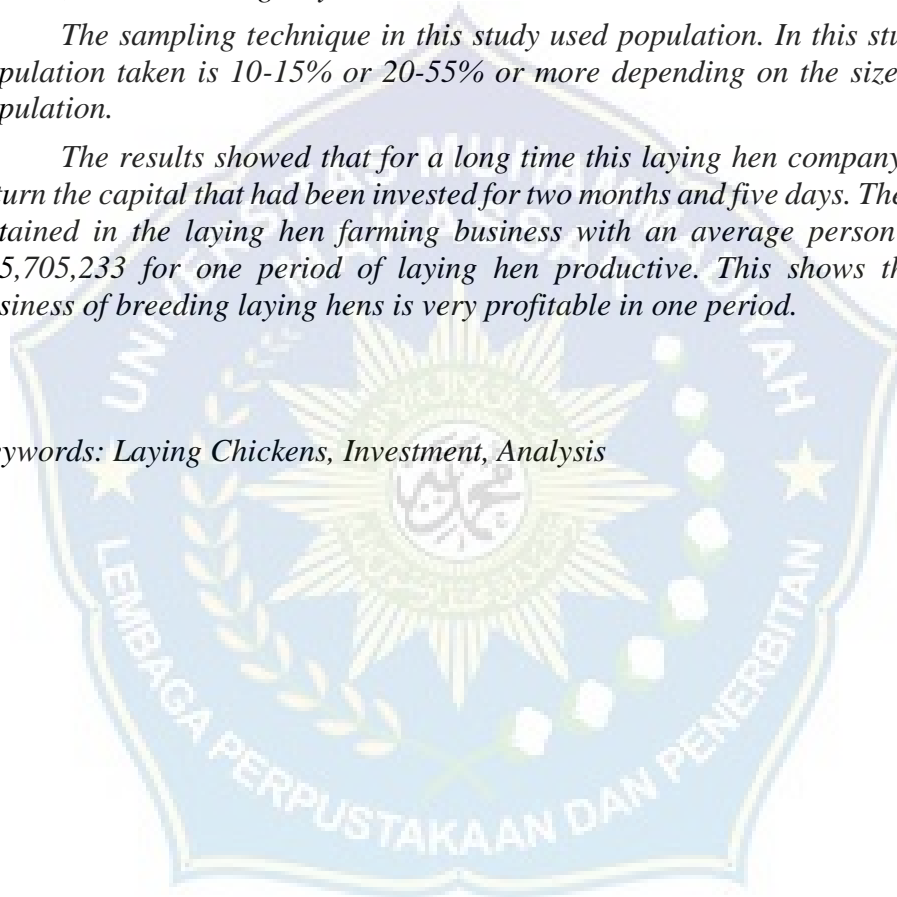 The sampling technique in this study used population. In this stu
pulation taken is 10-15% or 20-55% or more depending on the size
pulation.
The results showed that for a long time this laying hen company
turn the capital that had been invested for two months and five days. The
tained in the laying hen farming business with an average person
5,705,233 for one period of laying hen productive. This shows th
siness of breeding laying hens is very profitable in one period.
UNIVERSITAS MUHAMMADIYAH
MAKASSAR
ywords: Laying Chickens, Investment, Analysis
LEMBAGA PERPUSTAKAAN DAN PENERBITAN